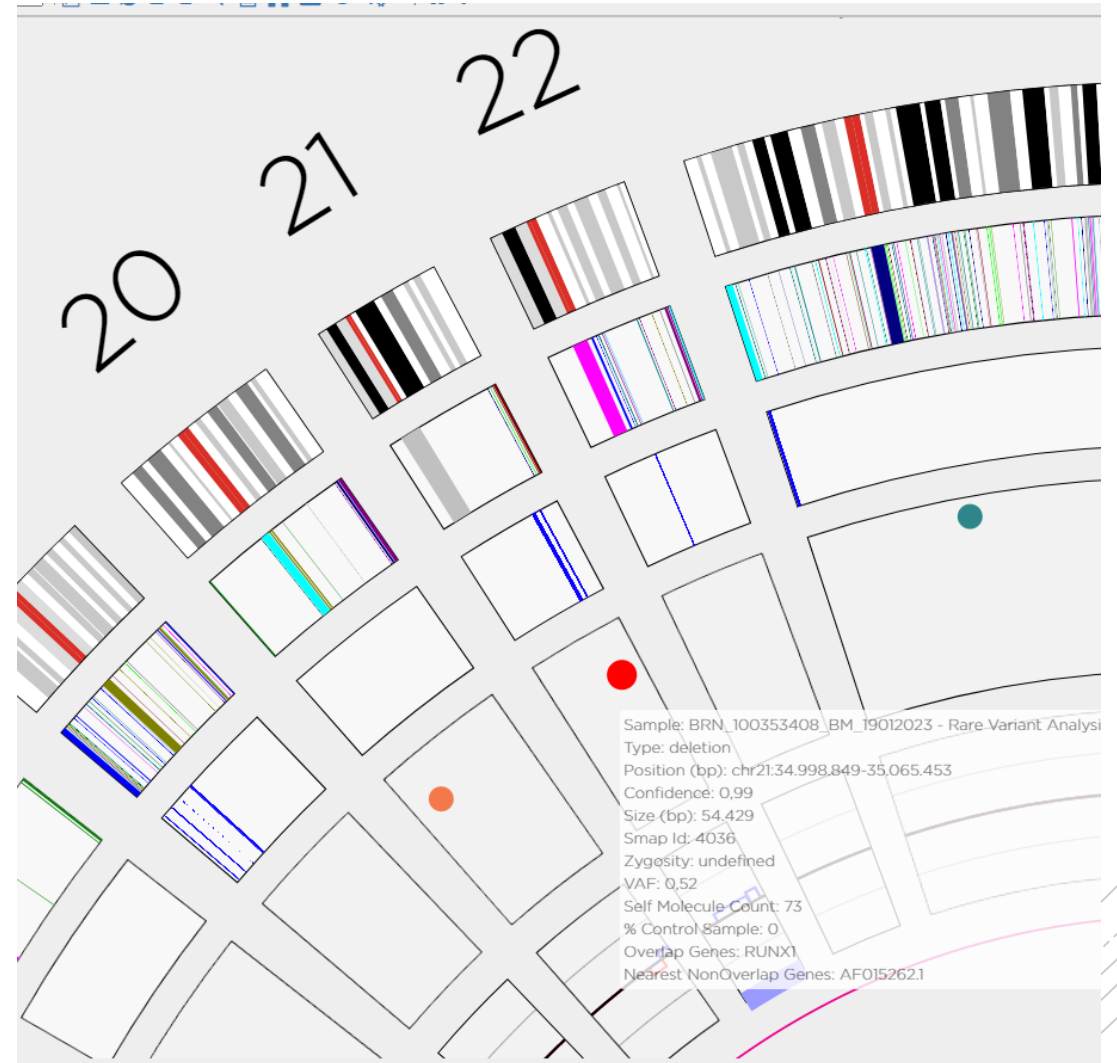 22
21
20
Sample: BRN_100353408_BM_19012023 - Rare Variant Analysi
Type: deletion
Position (bp): chr21:34.998.849-35.065.453
Confidence: 0,99
Size (bp): 54.429
Smap Id: 4036
Zygosity: undefined
VAF: 0,52
Self Molecule Count: 73
% Control Sample: 0
Overlap Genes: RUNX1
Nearest NonOverlap Genes: AF015262.1